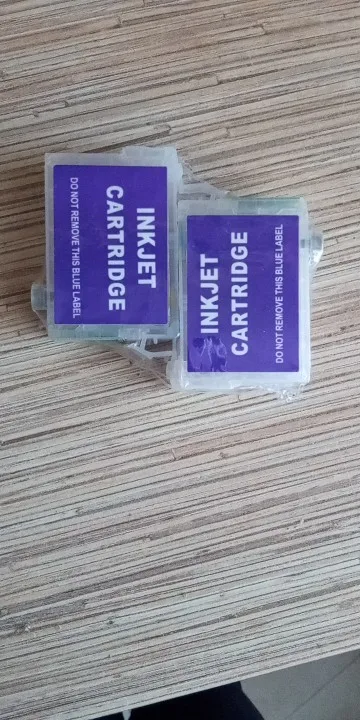 INKJET
CARTRIDGE
DO NOT REMOVE THIS BLUE LABEL
INKJET
CARTRIDGE
DO NOT REMOVE THIS BLUE LABEL